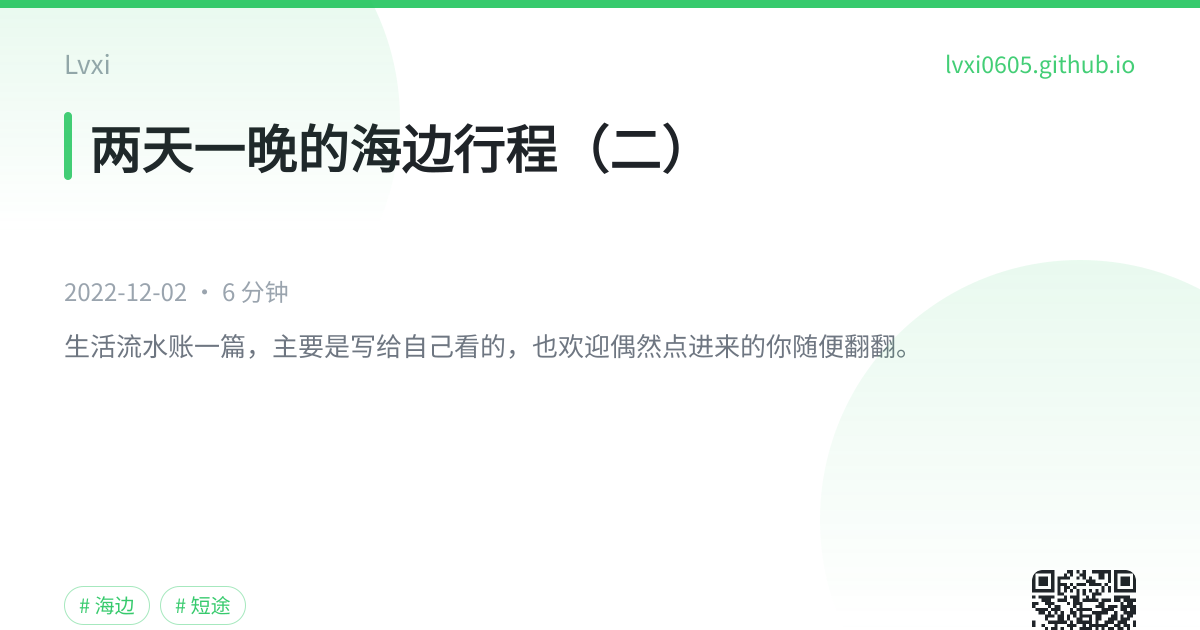 Lvxi
lvxi0605.github.io
两天一晚的海边行程（二）
2022-12-02 · 6 分钟
生活流水账一篇，主要是写给自己看的，也欢迎偶然点进来的你随便翻翻。
# 海边
# 短途